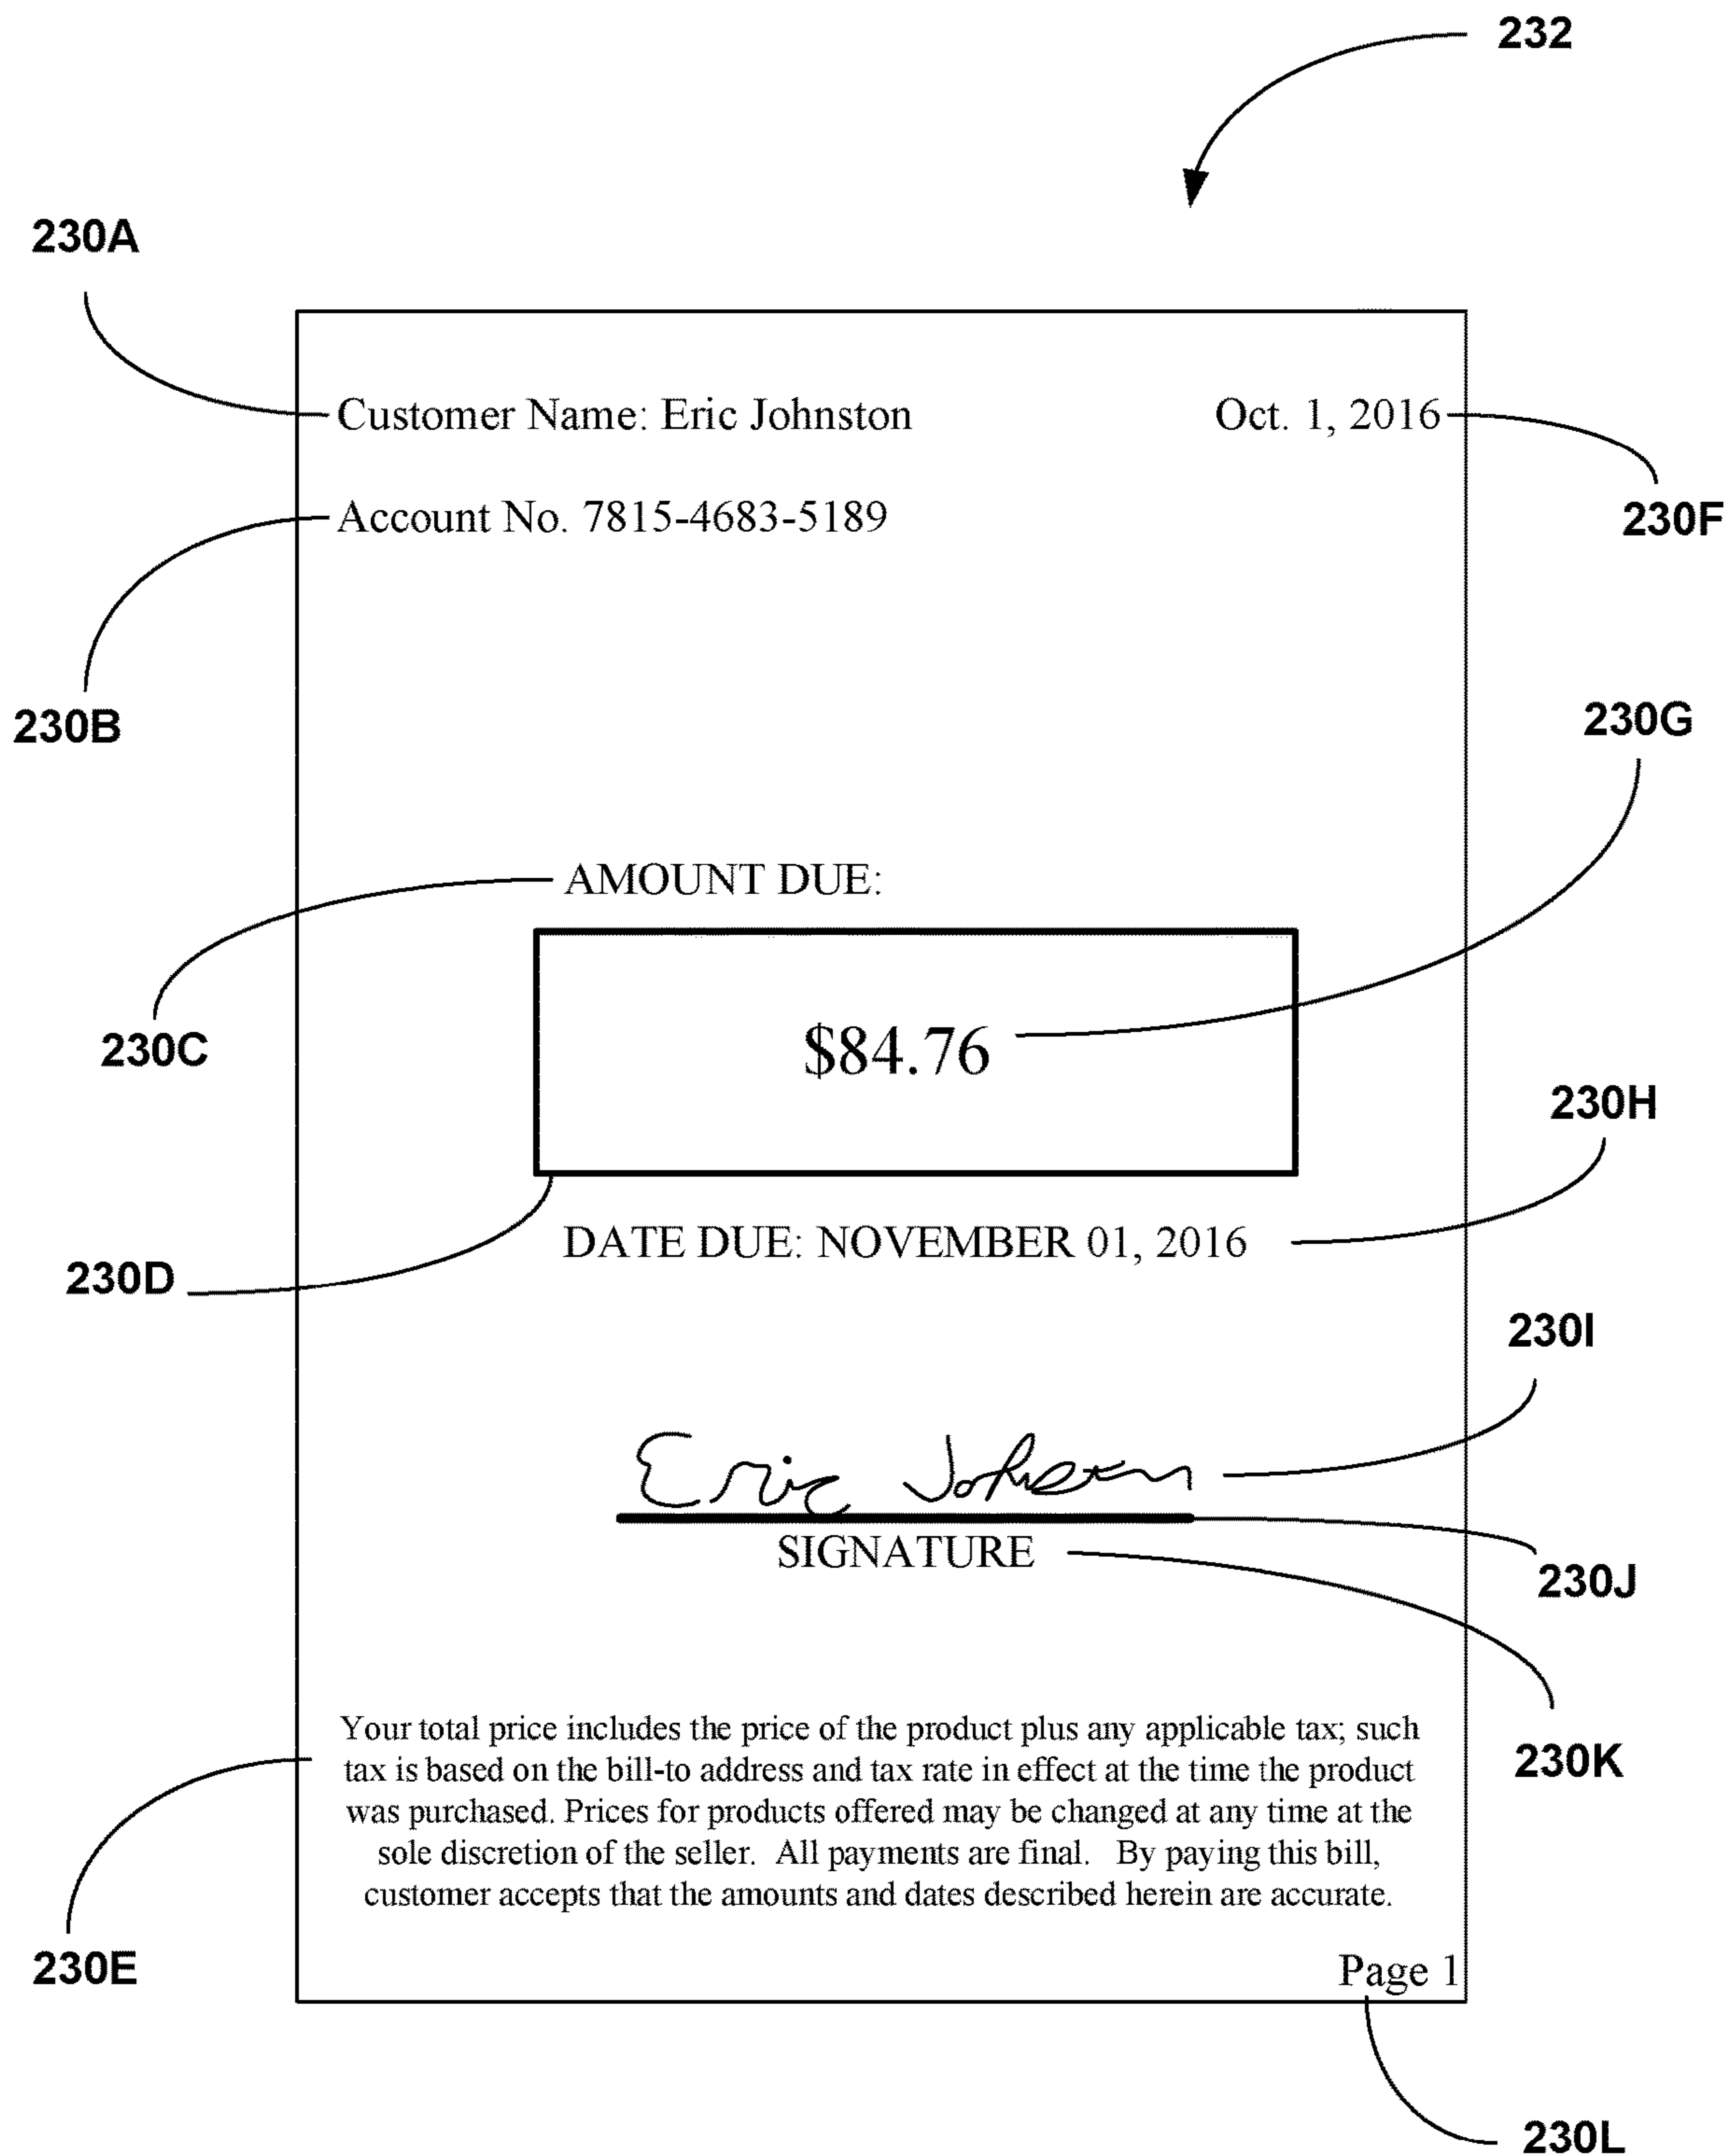 232
230A
Customer Name: Eric Johnston
Oct. 1, 2016
230F
Account No. 7815-4683-5189
230B
230G
AMOUNT DUE:
230C
$84.76
230H
DATE DUE: NOVEMBER 01, 2016
230D
230I
Eric Johnston
SIGNATURE
230J
230K
Your total price includes the price of the product plus any applicable tax; such
tax is based on the bill-to address and tax rate in effect at the time the product
was purchased. Prices for products offered may be changed at any time at the
sole discretion of the seller. All payments are final. By paying this bill,
customer accepts that the amounts and dates described herein are accurate.
230E
Page 1
230L